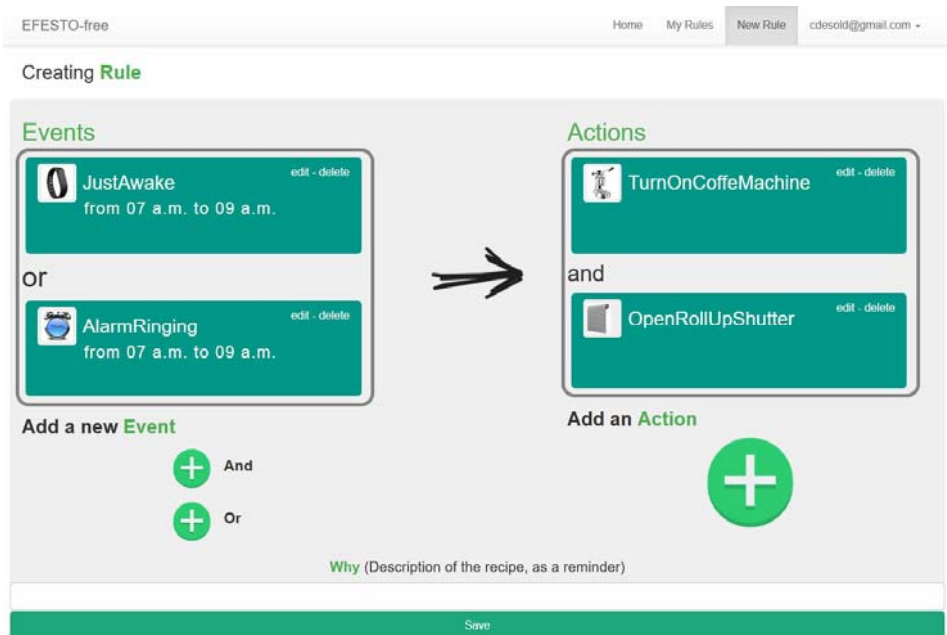 EFESTO-free
Home My Rules New Rule cdesold@gmail.com
Creating Rule
Events
JustAwake
edit - delete
from 07 a.m. to 09 a.m.
or
AlarmRinging
edit - delete
from 07 a.m. to 09 a.m.
Add a new Event
And
Or
Actions
TurnOnCoffeMachine
edit - delete
and
OpenRollUpShutter
edit - delete
Add an Action
Why (Description of the recipe, as a reminder)
Save